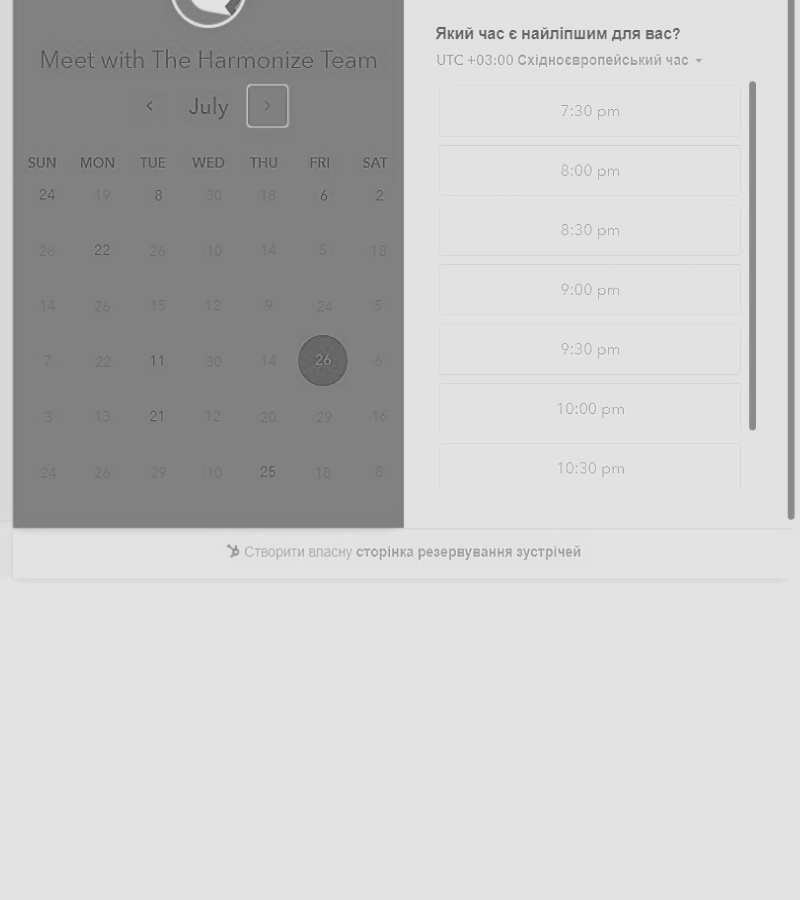 Meet with The Harmonize Team
July
SUN MON TUE WED THU FRI SAT
24 19 8 30 18 6 2
28 22 26 10 14 5 18
14 26 15 12 9 24 5
7 22 11 30 14 26 6
3 13 21 12 20 29 16
24 26 29 10 25 18 8
Який час є найліпшим для вас?
UTC +03:00 Східноєвропейський час
7:30 pm
8:00 pm
8:30 pm
9:00 pm
9:30 pm
10:00 pm
10:30 pm
Створити власну сторінка резервування зустрічей